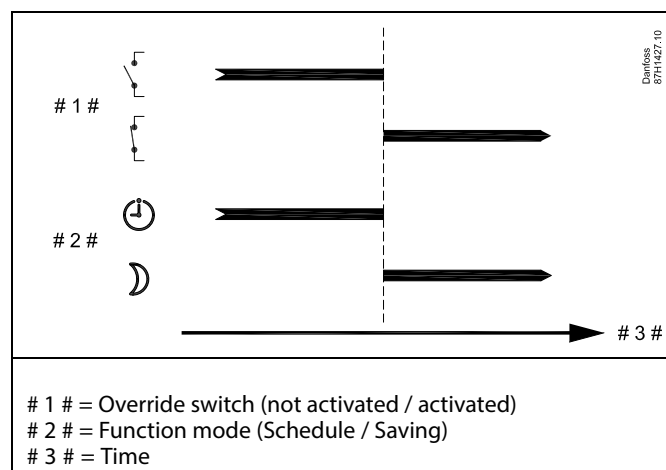 Danfoss
87H1427.10
# 1 #
# 2 #
# 3 #
# 1 # = Override switch (not activated / activated)
# 2 # = Function mode (Schedule / Saving)
# 3 # = Time